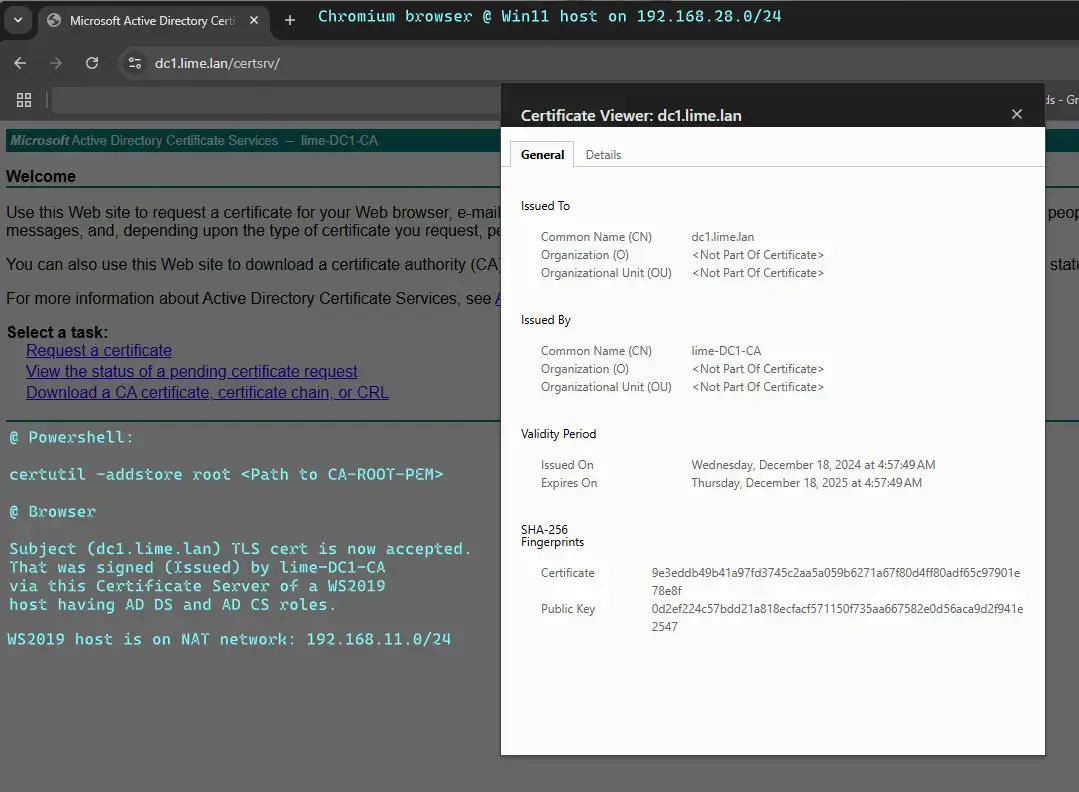 Microsoft Active Directory Certi
Chromium browser @ Win11 host on 192.168.28.0/24
dc1.lime.lan/certsrv/
ds - Gr
Microsoft Active Directory Certificate Services -- lime-DC1-CA
Welcome
Use this Web site to request a certificate for your Web browser, e-mail
peop
messages, and, depending upon the type of certificate you request, pe
You can also use this Web site to download a certificate authority (CA)
statu
For more information about Active Directory Certificate Services, see A
Select a task:
Request a certificate
View the status of a pending certificate request
Download a CA certificate, certificate chain, or CRL
@ Powershell:
certutil -addstore root <Path to CA-ROOT-PEM>
@ Browser
Subject (dc1.lime.lan) TLS cert is now accepted.
That was signed (Issued) by lime-DC1-CA
via this Certificate Server of a WS2019
host having AD DS and AD CS roles.
WS2019 host is on NAT network: 192.168.11.0/24
Certificate Viewer: dc1.lime.lan
General Details
Issued To
Common Name (CN) dc1.lime.lan
Organization (O) <Not Part Of Certificate>
Organizational Unit (OU) <Not Part Of Certificate>
Issued By
Common Name (CN) lime-DC1-CA
Organization (O) <Not Part Of Certificate>
Organizational Unit (OU) <Not Part Of Certificate>
Validity Period
Issued On Wednesday, December 18, 2024 at 4:57:49 AM
Expires On Thursday, December 18, 2025 at 4:57:49 AM
SHA-256
Fingerprints
Certificate 9e3eddb49b41a97fd3745c2aa5a059b6271a67f80d4ff80adf65c97901e
78e8f
Public Key 0d2ef224c57bdd21a818ecfacf571150f735aa667582e0d56aca9d2f941e
2547